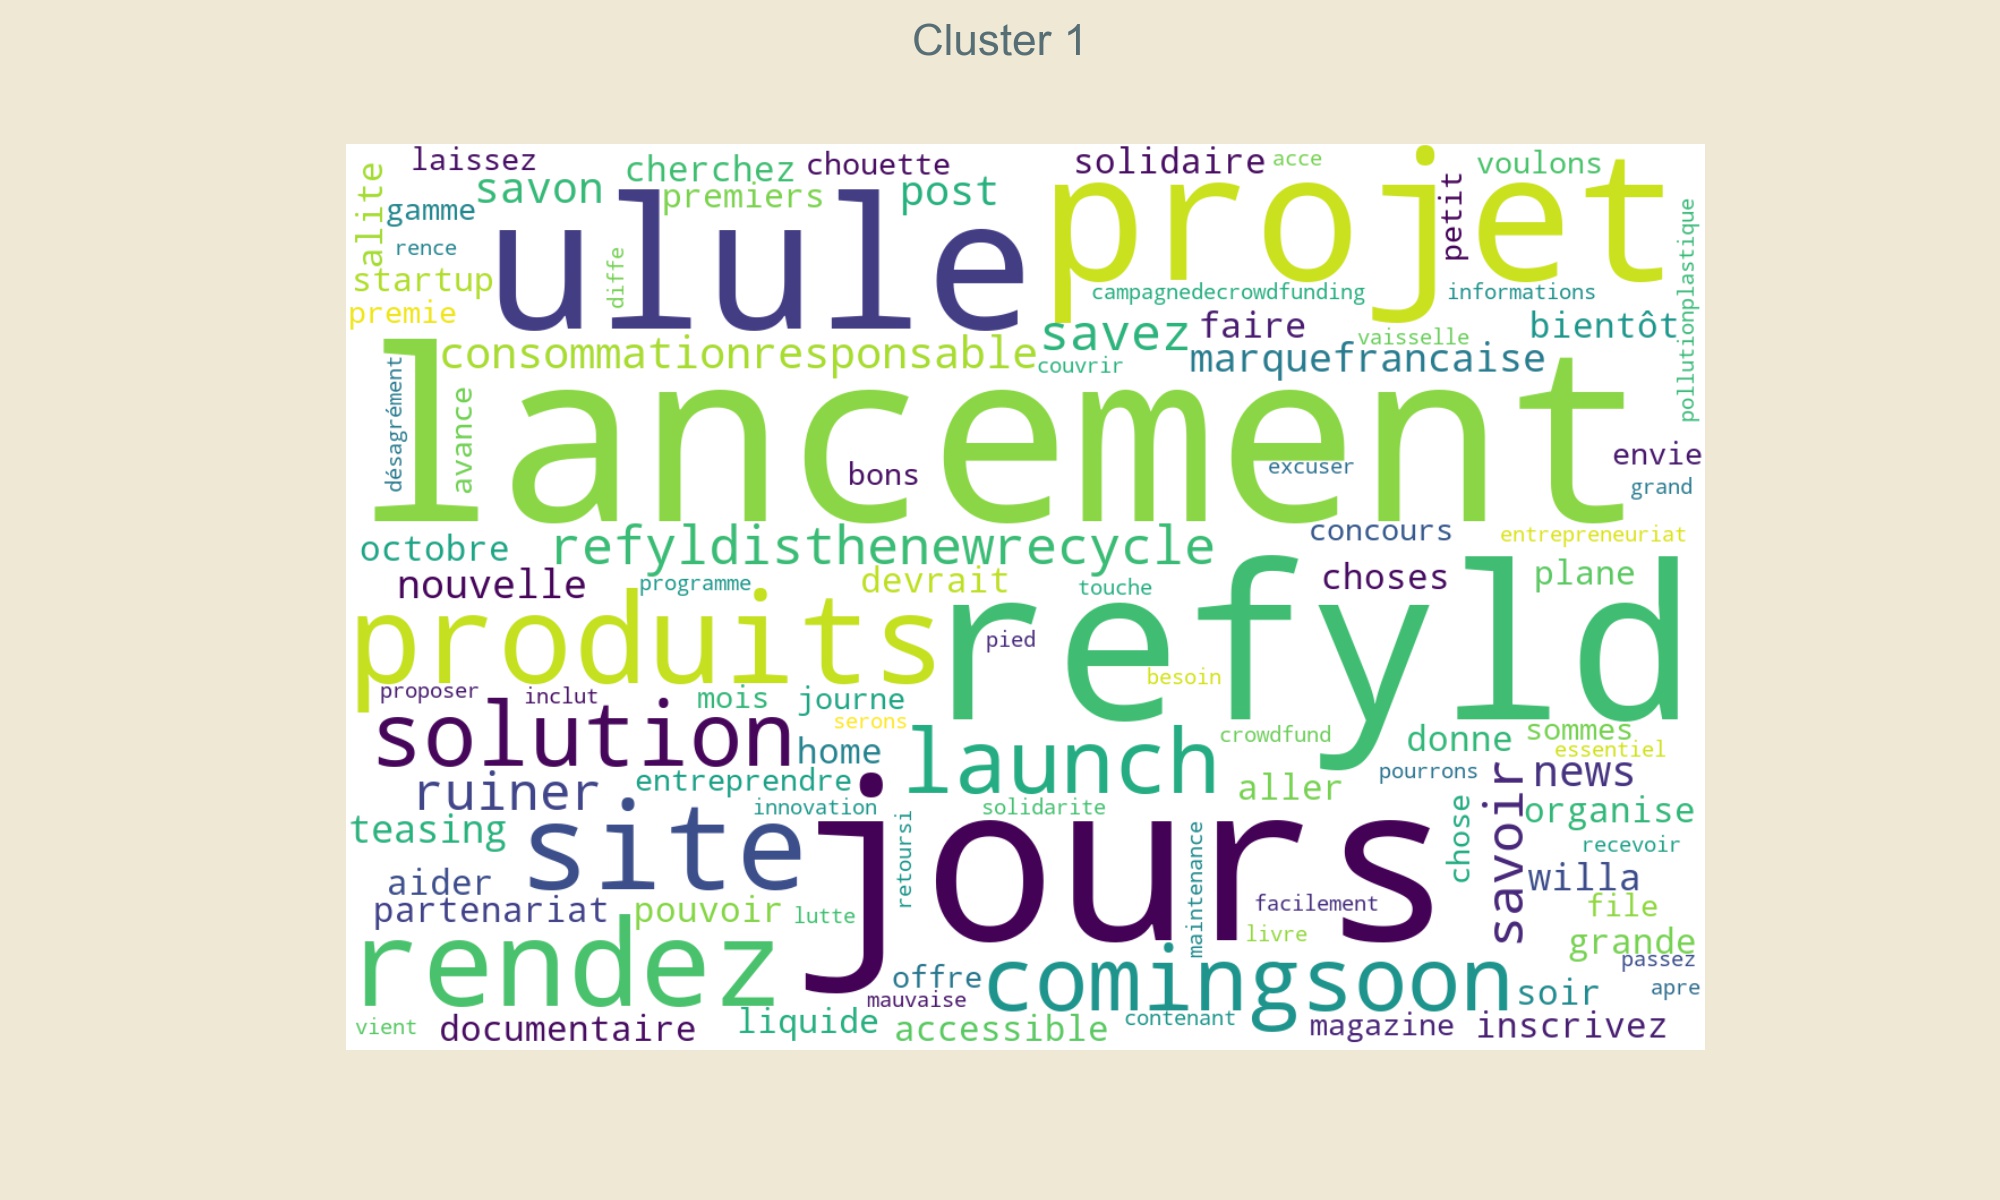 Cluster 1
laissez
cherchez
chouette
solidaire
acce
voulons
salite
gamme
savon
premiers
post
projet
petit
pollutionplastique
ulule
rence
diffe
startup
premie
campagnedecrowdfunding
informations
consommationresponsable
savez
faire
vaisselle
bientôt
couvrir
marquefrancaise
lancement
désagrément
avance
bons
excuser
envie
grand
octobre
refyldisthenewrecycle
concours
entrepreneuriat
nouvelle
programme
devrait
touche
choses
plane
produits
refyld
pied
besoin
proposer
inclut
mois
journe
serons
solution
home
launch
crowdfund
donne
sommes
essentiel
ruiner
entreprendre
aller
pourrons
news
savoir
innovation
solidarite
chose
organise
teasing
site
jours
retoursi
maintenance
recevoir
aider
willa
partenariat
pouvoir
lutte
facilement
livre
file
rendez
grande
passez
offre
comingsoon
soir
apre
mauvaise
vient
documentaire
liquide
accessible
contenant
magazine
inscrivez